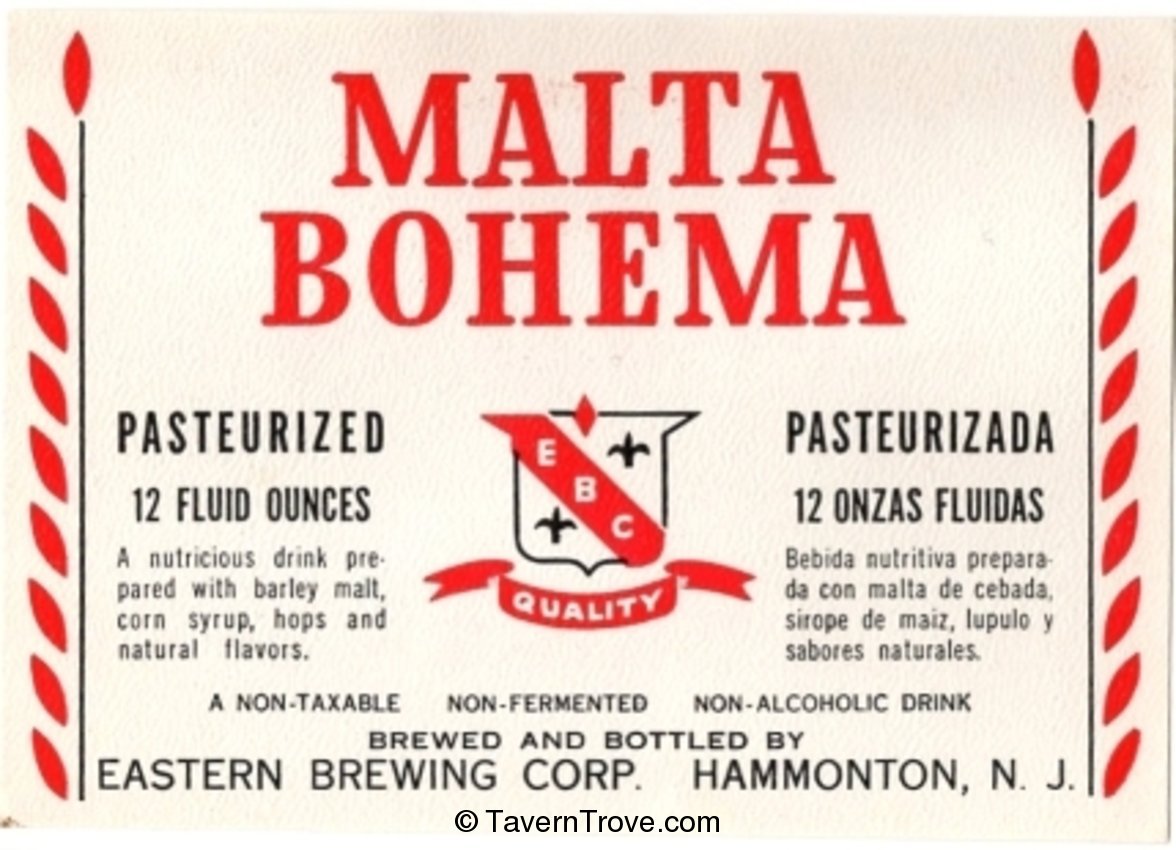 MALTA
BOHEMA
PASTEURIZED
12 FLUID OUNCES
A nutricious drink pre-
pared with barley malt,
corn syrup, hops and
natural flavors.
E
B
C
QUALITY
PASTEURIZADA
12 ONZAS FLUIDAS
Bebida nutritiva prepara-
da con malta de cebada,
sirope de maiz, lupulo y
sabores naturales.
A NON-TAXABLE NON-FERMENTED NON-ALCOHOLIC DRINK
BREWED AND BOTTLED BY
EASTERN BREWING CORP. HAMMONTON, N. J.
© TavernTrove.com